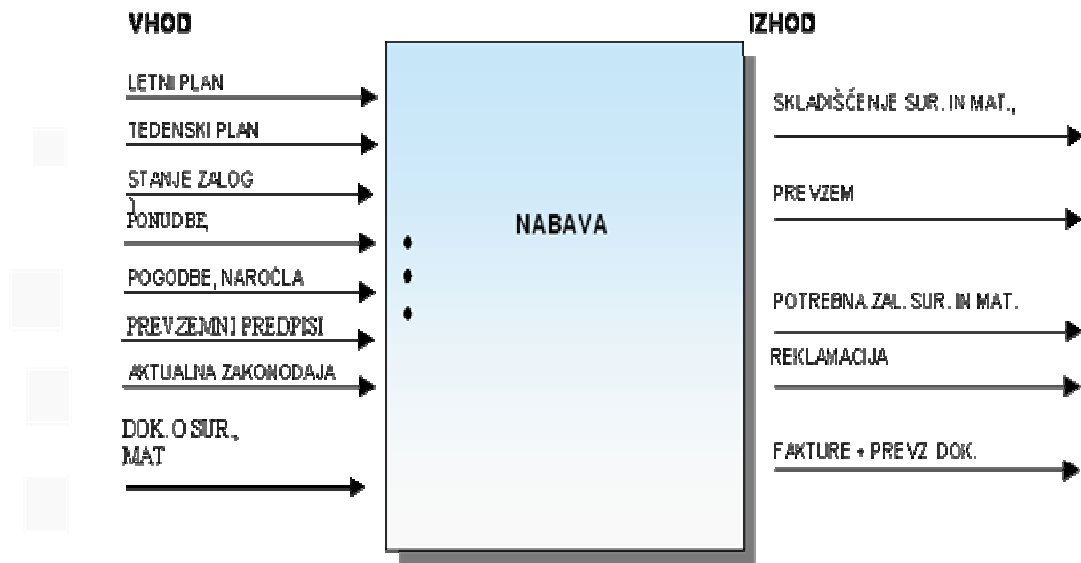 VHOD
LETNI PLAN
TEDENSKI PLAN
STANJE ZALOG
)
PONUDBE,
POGODBE, NAROČLA
PREVZEMNI PREDPISI
AKTUALNA ZAKONODAJA
DOK. O SUR.,
MAT
NABAVA
IZHOD
SKLADIŠČENJE SUR. IN MAT.,
PREVZEM
POTREBNA ZAL. SUR. IN MAT.
REKLAMACIJA
FAKTURE + PREVZ DOK.